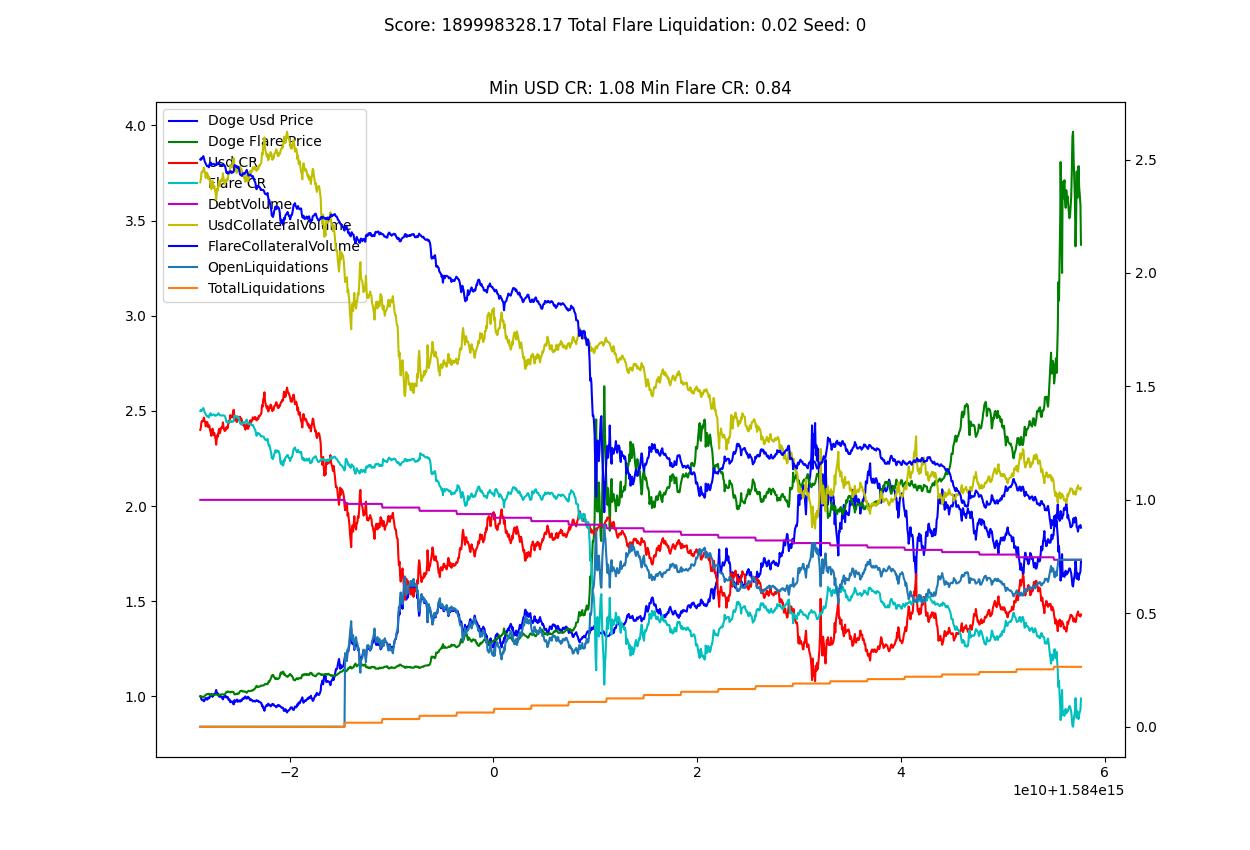 Score: 189998328.17 Total Flare Liquidation: 0.02 Seed: 0
Min USD CR: 1.08 Min Flare CR: 0.84
Doge Usd Price
Doge Flare Price
Usd CR
Flare CR
DebtVolume
UsdCollateralVolume
FlareCollateralVolume
OpenLiquidations
TotalLiquidations
4.0
3.5
3.0
2.5
2.0
1.5
1.0
2.5
2.0
1.5
1.0
0.5
0.0
−2
0
2
4
6
1e10+1.584e15